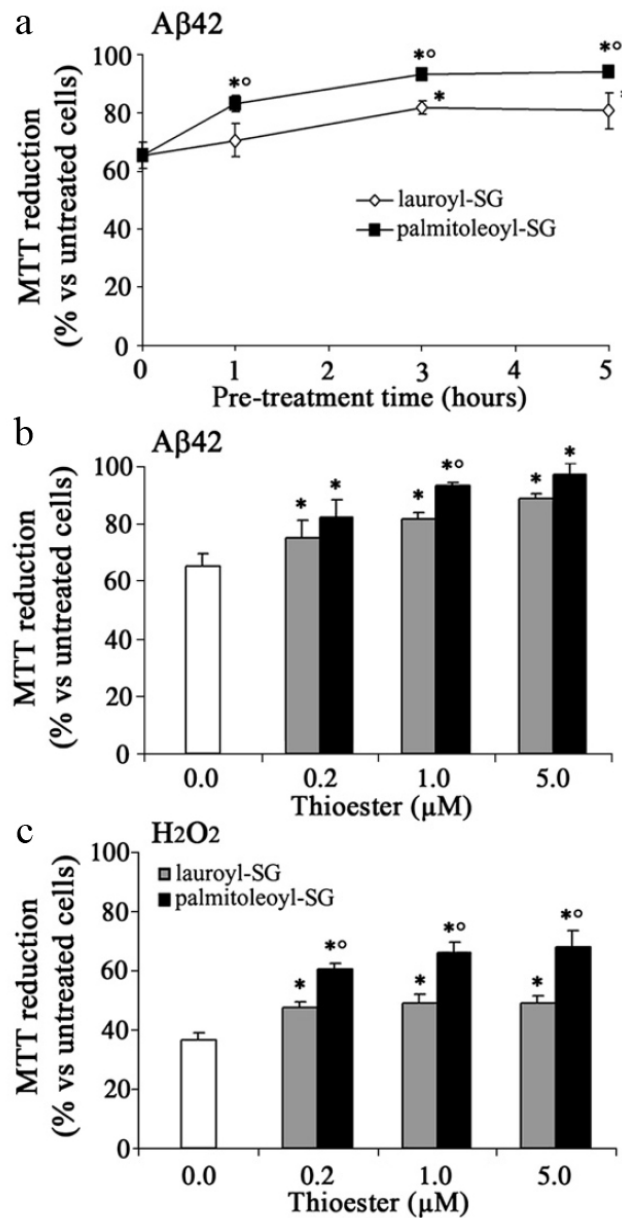 a Aβ42
MTT reduction
(% vs untreated cells)
100
80
60
40
20
0
*°
*°
*°
*
*
lauroyl-SG
palmitoleoyl-SG
0 1 2 3 4 5
Pre-treatment time (hours)
b Aβ42
MTT reduction
(% vs untreated cells)
100
80
60
40
20
0
* * * *° * *
0.0 0.2 1.0 5.0
Thioester (µM)
c H2O2
MTT reduction
(% vs untreated cells)
100
80
60
40
20
0
lauroyl-SG
palmitoleoyl-SG
* *° * *° * *°
0.0 0.2 1.0 5.0
Thioester (µM)